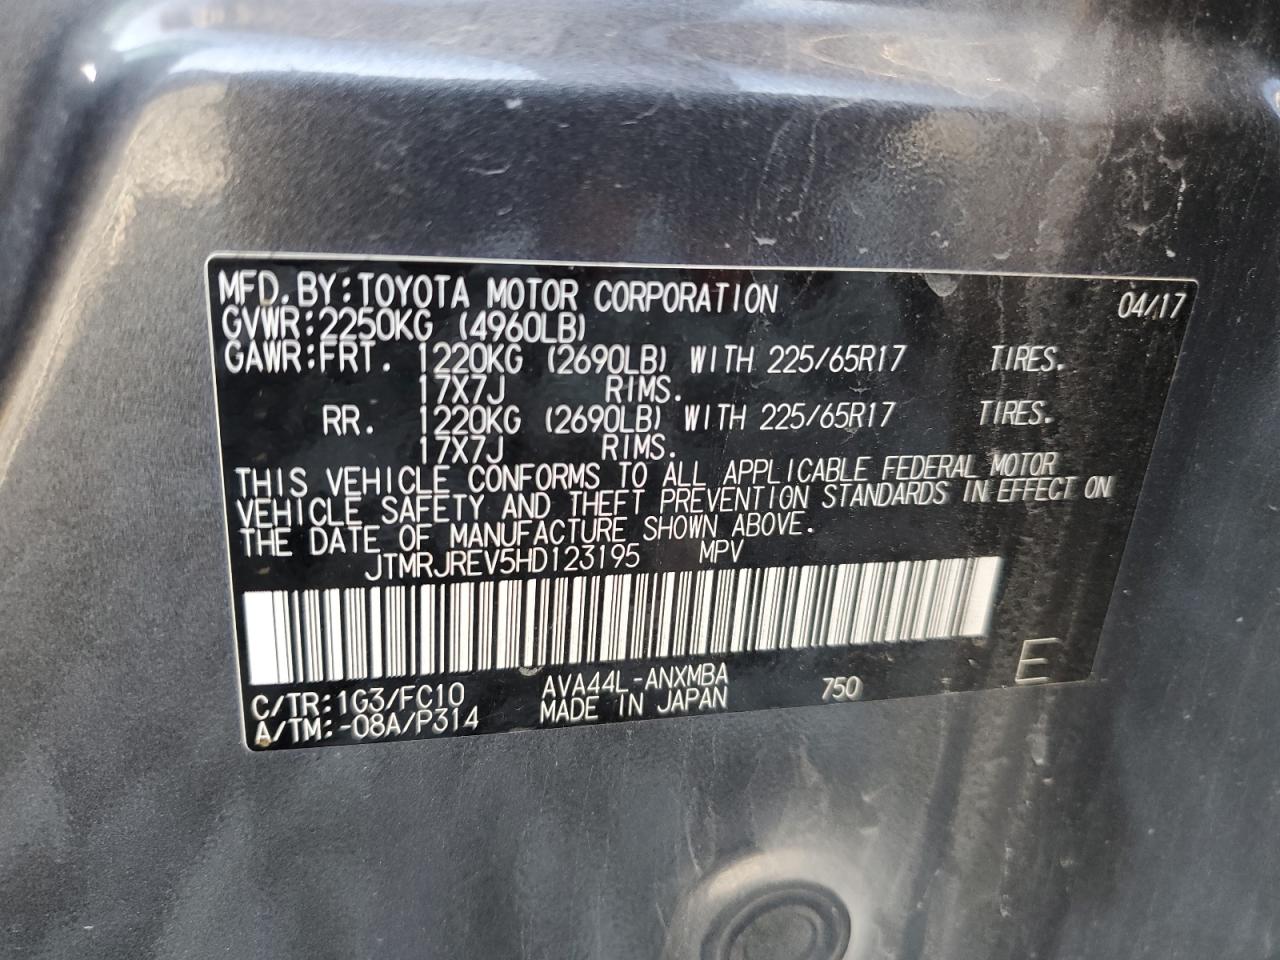 MFD. BY: TOYOTA MOTOR CORPORATION 04/17
GVWR: 2250KG (4960LB)
GAWR: FRT. 1220KG (2690LB) WITH 225/65R17 TIRES.
17X7J RIMS.
RR. 1220KG (2690LB) WITH 225/65R17 TIRES.
17X7J RIMS.
THIS VEHICLE CONFORMS TO ALL APPLICABLE FEDERAL MOTOR
VEHICLE SAFETY AND THEFT PREVENTION STANDARDS IN EFFECT ON
THE DATE OF MANUFACTURE SHOWN ABOVE.
JTMRJREV5HD123195 MPV
C/TR: 1G3/FC10 AVA44L-ANXMBA 750 E
A/TM: -08A/P314 MADE IN JAPAN